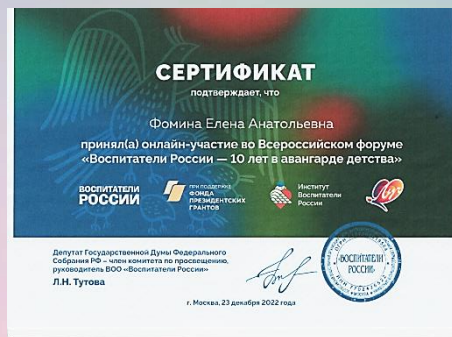 СЕРТИФИКАТ
подтверждает, что
Фомина Елена Анатольевна
принял(а) онлайн-участие во Всероссийском форуме
«Воспитатели России — 10 лет в авангарде детства»
ВОСПИТАТЕЛИ
РОССИИ
ПРИ ПОДДЕРЖКЕ
ФОНДА
ПРЕЗИДЕНТСКИХ
ГРАНТОВ
Институт
Воспитатели
России
Депутат Государственной Думы Федерального
Собрания РФ – член комитета по просвещению,
руководитель ВОО «Воспитатели России»
Л.Н. Тутова
«ВОСПИТАТЕЛИ
РОССИИ»
г. Москва, 23 декабря 2022 года